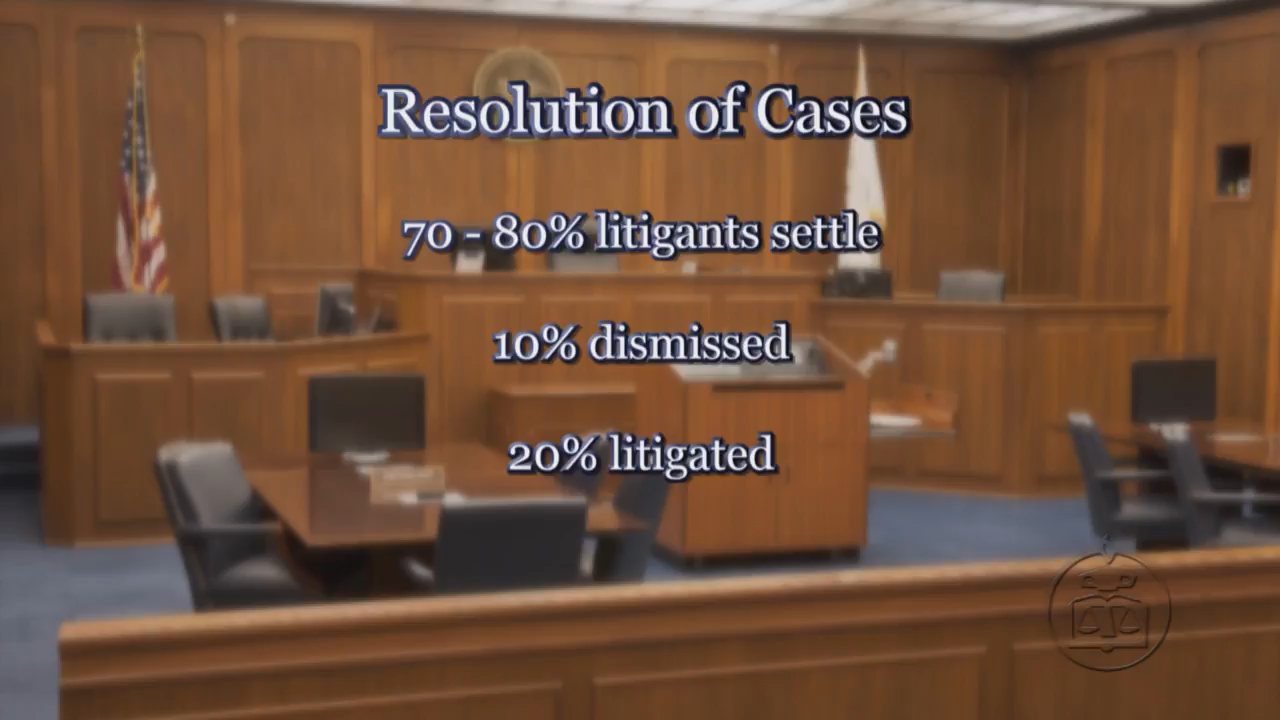 Resolution of Cases
70 - 80% litigants settle
10% dismissed
20% litigated